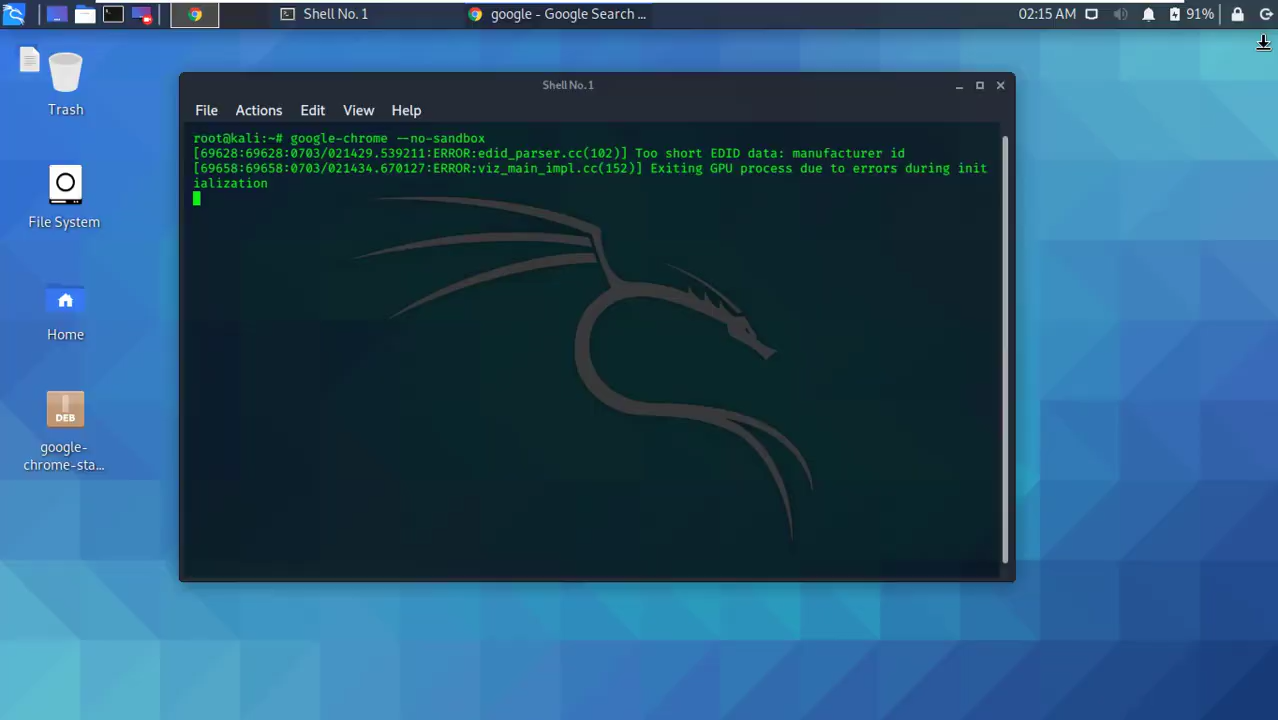 Shell No. 1
google - Google Search ...
02:15 AM
91%
Trash
File System
Home
DEB
google-
chrome-sta...
Shell No. 1
File Actions Edit View Help
root@kali:~# google-chrome --no-sandbox
[69628:69628:0703/021429.539211:ERROR:edid_parser.cc(102)] Too short EDID data: manufacturer id
[69658:69658:0703/021434.670127:ERROR:viz_main_impl.cc(152)] Exiting GPU process due to errors during init
ialization